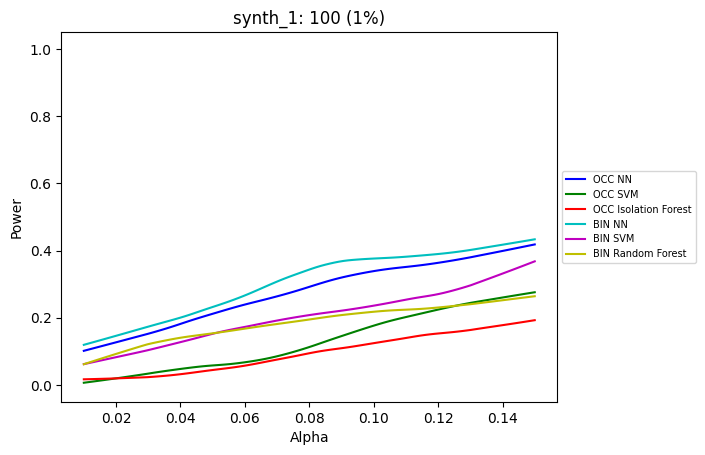 synth_1: 100 (1%)
1.0
0.8
0.6
0.4
0.2
0.0
Power
0.02 0.04 0.06 0.08 0.10 0.12 0.14
Alpha
OCC NN
OCC SVM
OCC Isolation Forest
BIN NN
BIN SVM
BIN Random Forest